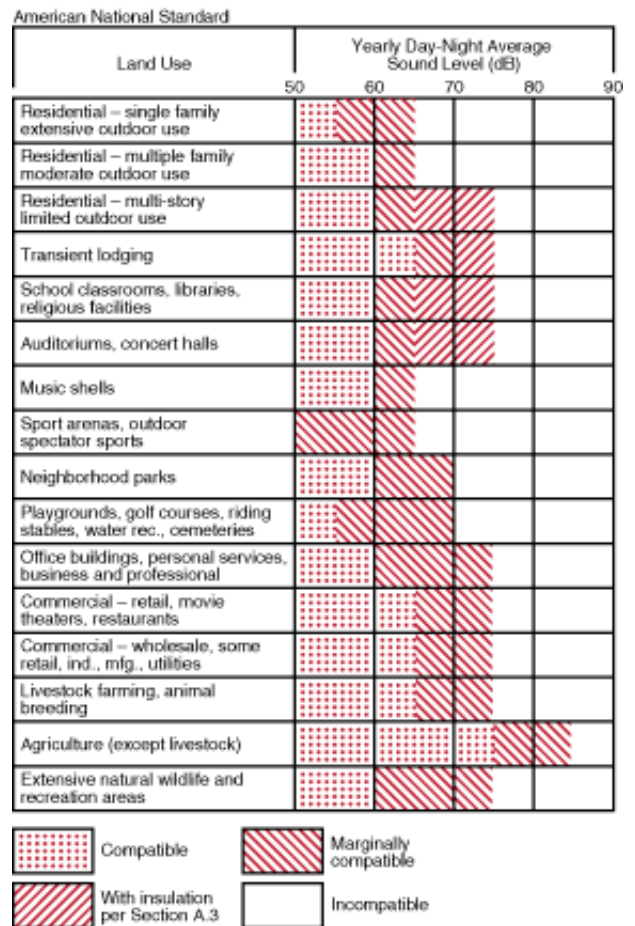 American National Standard
Land Use
Yearly Day-Night Average
Sound Level (dB)
50 60 70 80 90
Residential – single family
extensive outdoor use
Residential – multiple family
moderate outdoor use
Residential – multi-story
limited outdoor use
Transient lodging
School classrooms, libraries,
religious facilities
Auditoriums, concert halls
Music shells
Sport arenas, outdoor
spectator sports
Neighborhood parks
Playgrounds, golf courses, riding
stables, water rec., cemeteries
Office buildings, personal services,
business and professional
Commercial – retail, movie
theaters, restaurants
Commercial – wholesale, some
retail, ind., mfg., utilities
Livestock farming, animal
breeding
Agriculture (except livestock)
Extensive natural wildlife and
recreation areas
Compatible
Marginally
compatible
With insulation
per Section A.3
Incompatible